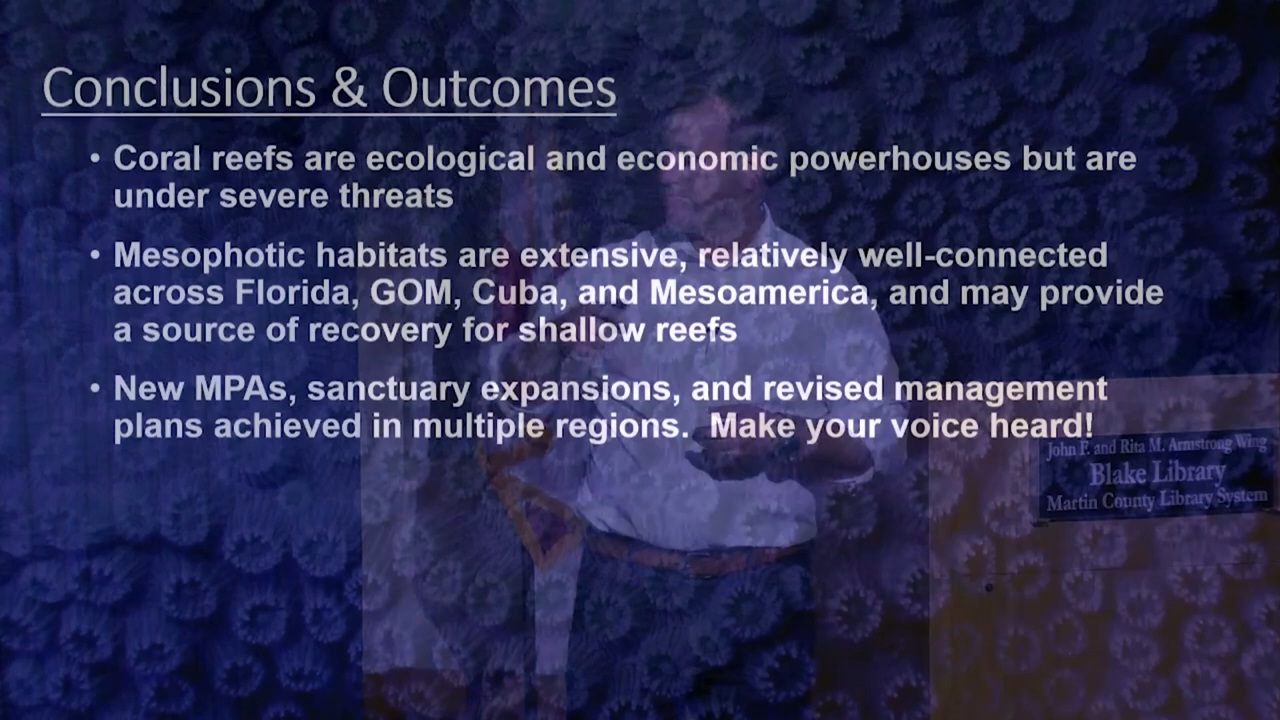 Conclusions & Outcomes
• Coral reefs are ecological and economic powerhouses but are
under severe threats
• Mesophotic habitats are extensive, relatively well-connected
across Florida, GOM, Cuba, and Mesoamerica, and may provide
a source of recovery for shallow reefs
• New MPAs, sanctuary expansions, and revised management
plans achieved in multiple regions.  Make your voice heard!
John F. and Rita M. Armstrong Wing
Blake Library
Martin County Library System